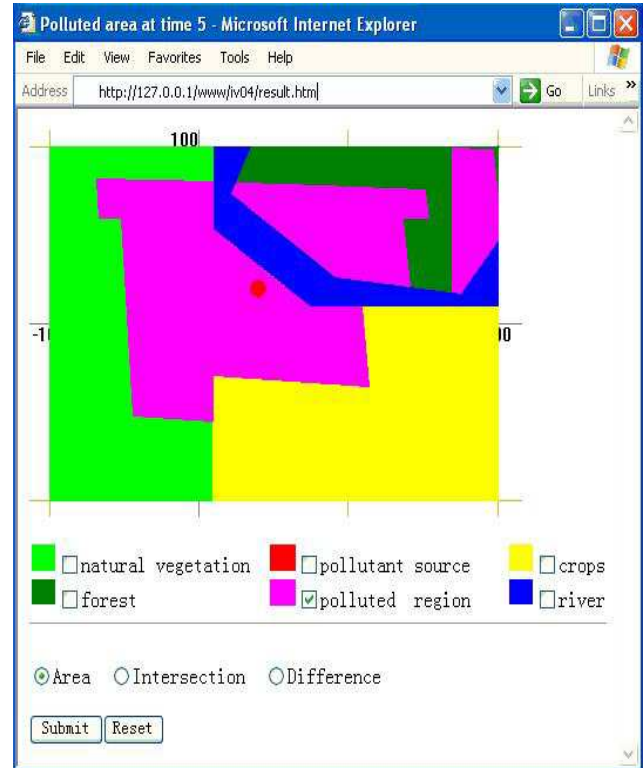 Polluted area at time 5 - Microsoft Internet Explorer
File Edit View Favorites Tools Help
Address http://127.0.0.1/www/iv04/result.htm Go Links »
100
-10
00
natural vegetation pollutant source crops
forest polluted region river
Area Intersection Difference
Submit Reset